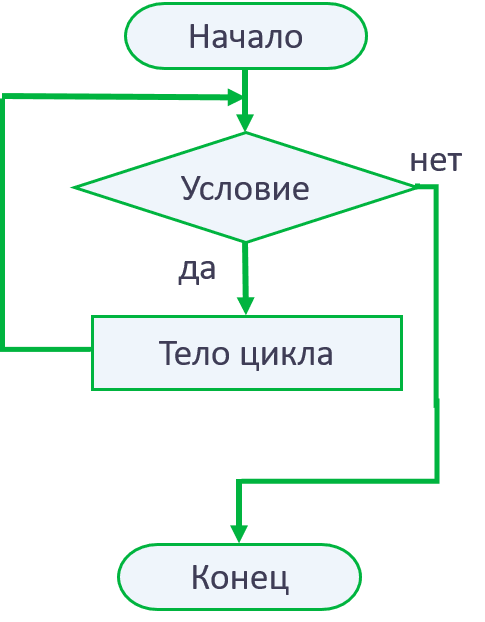 Начало
Условие
нет
да
Тело цикла
Конец